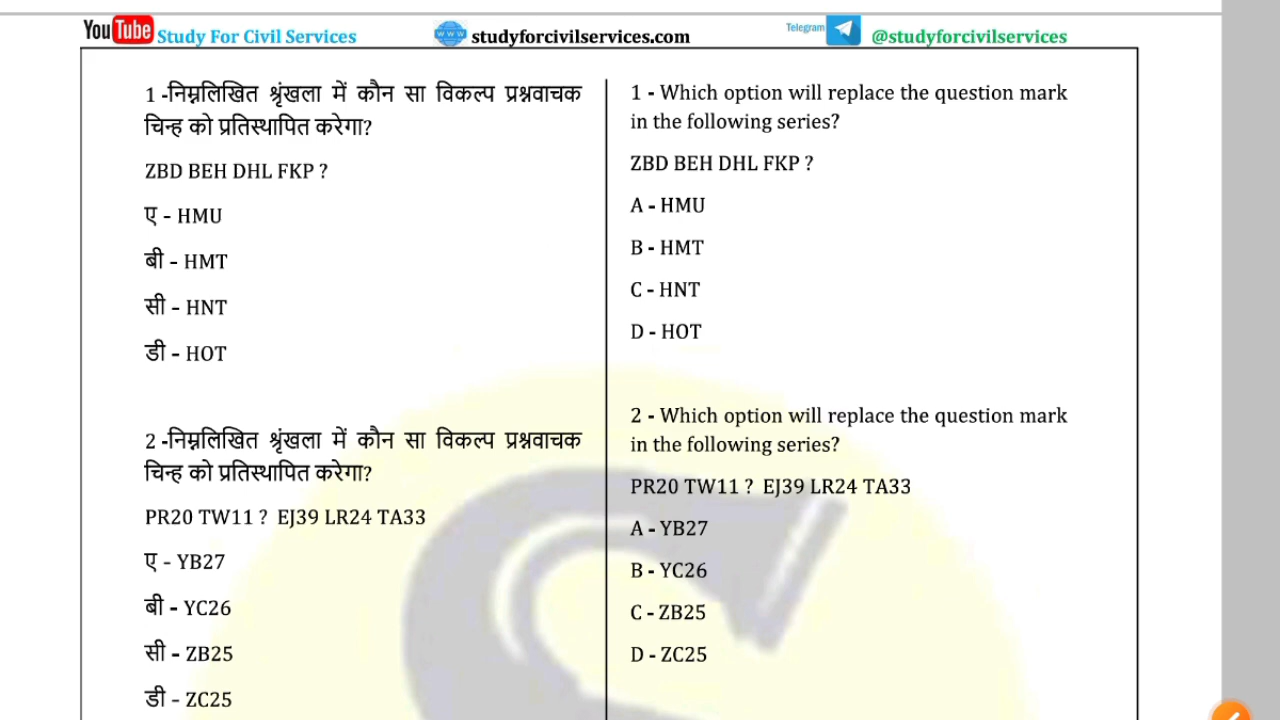 YouTube Study For Civil Services
www studyforcivilservices.com
Telegram @studyforcivilservices
1 -निम्नलिखित श्रृंखला में कौन सा विकल्प प्रश्नवाचक
चिन्ह को प्रतिस्थापित करेगा?
ZBD BEH DHL FKP ?
ए – HMU
बी – HMT
सी – HNT
डी – HOT
2 -निम्नलिखित श्रृंखला में कौन सा विकल्प प्रश्नवाचक
चिन्ह को प्रतिस्थापित करेगा?
PR20 TW11 ? EJ39 LR24 TA33
ए – YB27
बी – YC26
सी – ZB25
डी – ZC25
1 - Which option will replace the question mark
in the following series?
ZBD BEH DHL FKP ?
A - HMU
B - HMT
C - HNT
D - HOT
2 - Which option will replace the question mark
in the following series?
PR20 TW11 ? EJ39 LR24 TA33
A - YB27
B - YC26
C - ZB25
D - ZC25